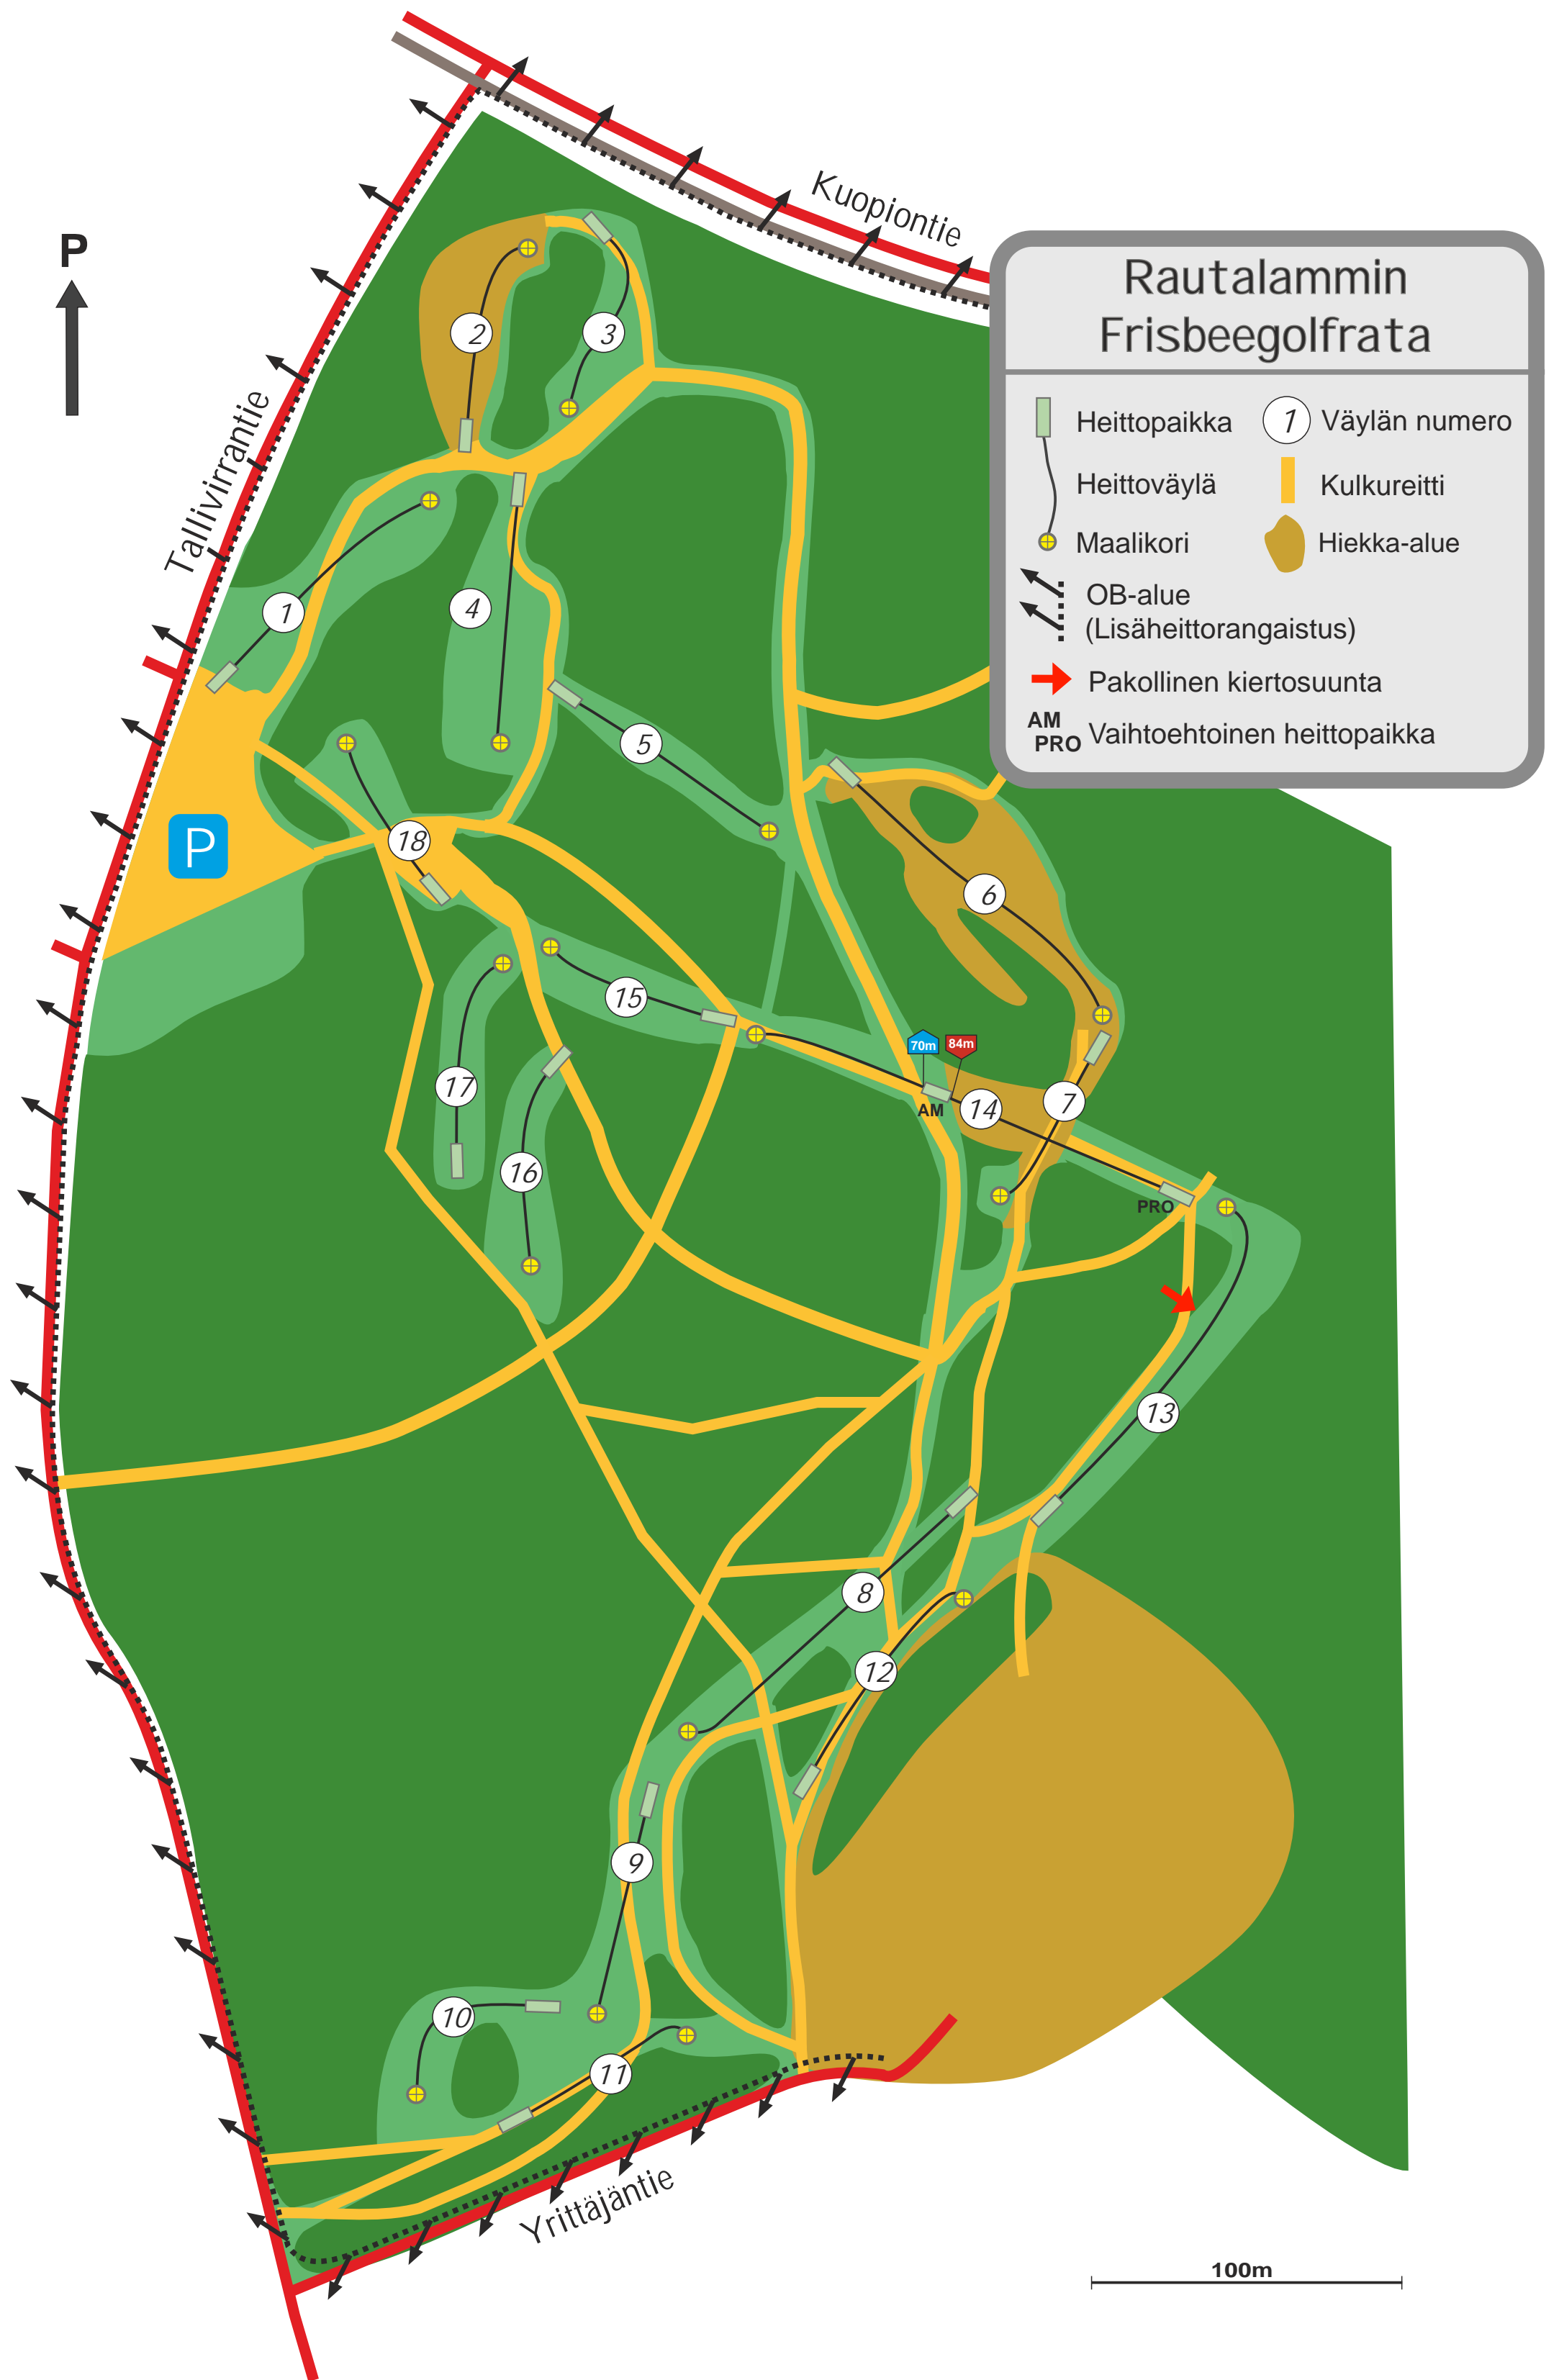 Kuopiontie
P
Rautalammin
Frisbeegolfrata
Heittopaikka
1 Väylän numero
Heittoväylä
Kulkureitti
Maalikori
Hiekka-alue
OB-alue
(Lisäheittorangaistus)
Pakollinen kiertosuunta
AM
PRO Vaihtoehtoinen heittopaikka
Tallivirrantie
2
3
1
4
5
P
18
6
15
70m
84m
17
AM
14
7
16
PRO
13
8
12
9
10
11
Yrittäjäntie
100m